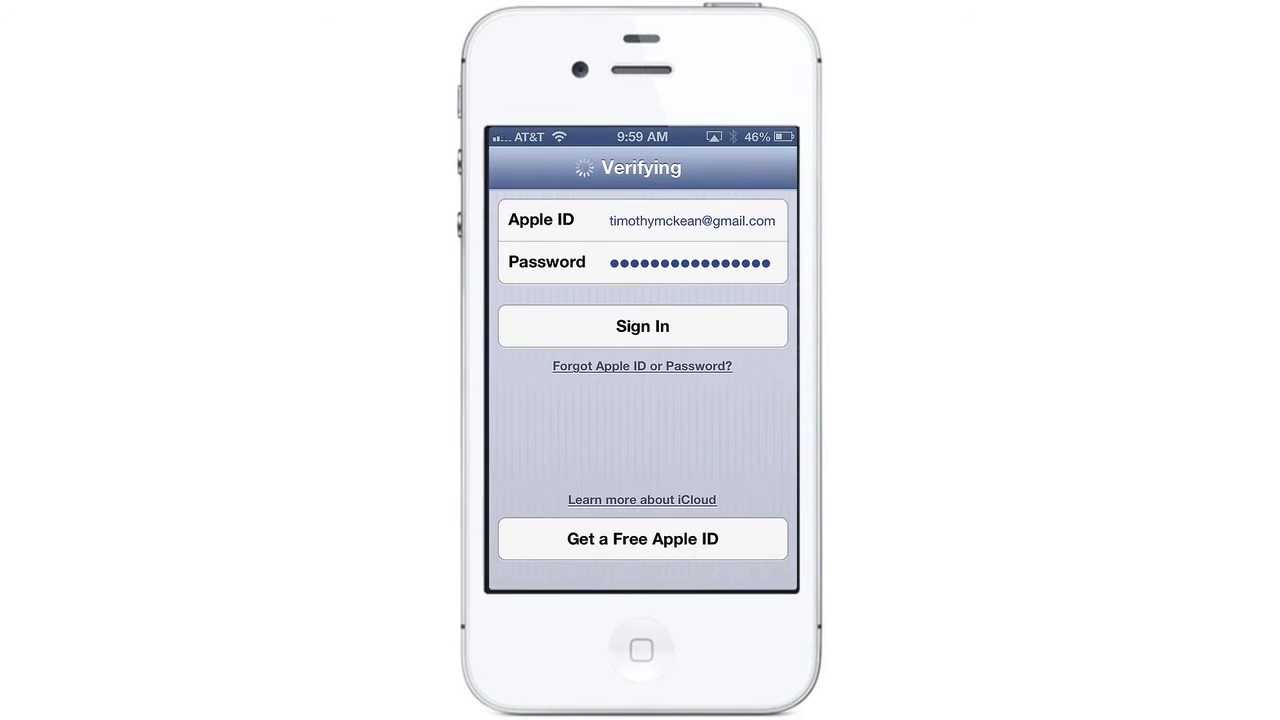 AT&T 9:59 AM 46%
Verifying
Apple ID timothymckean@gmail.com
Password ●●●●●●●●●●●●●●●●
Sign In
Forgot Apple ID or Password?
Learn more about iCloud
Get a Free Apple ID